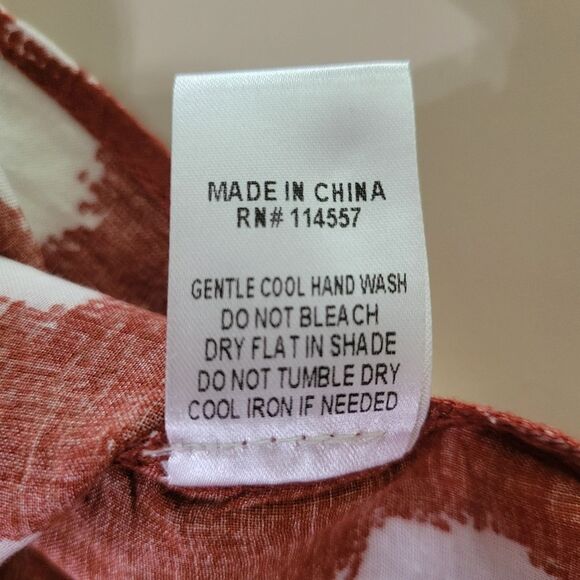 MADE IN CHINA
RN# 114557
GENTLE COOL HAND WASH
DO NOT BLEACH
DRY FLAT IN SHADE
DO NOT TUMBLE DRY
COOL IRON IF NEEDED